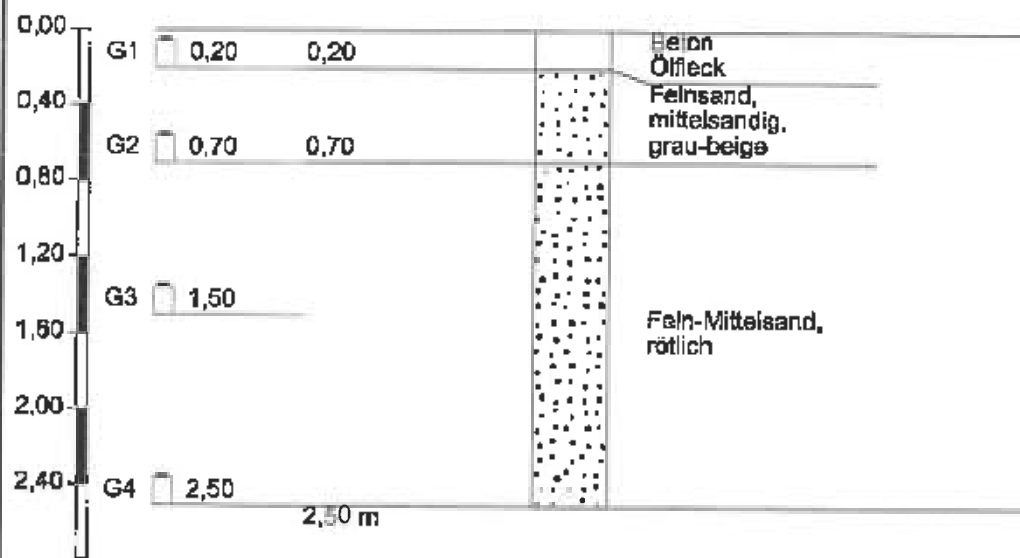 0,00
G1 0,20 0,20
Beton
Ölfleck
0,40
Feinsand,
mittelsandig,
grau-beige
G2 0,70 0,70
0,80
1,20
G3 1,50
1,60
Fein-Mittelsand,
rötlich
2,00
2,40
G4 2,50
2,50 m